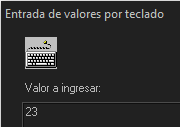 Entrada de valores por teclado
Valor a ingresar:
23